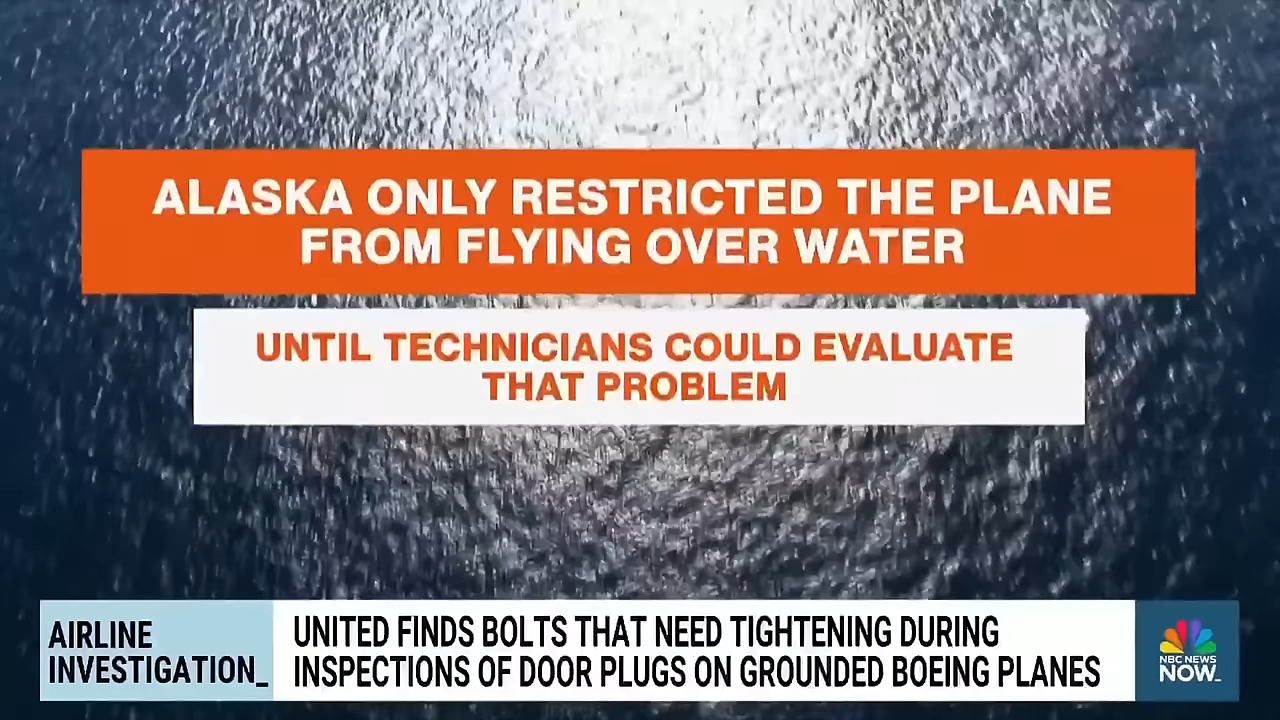 ALASKA ONLY RESTRICTED THE PLANE
FROM FLYING OVER WATER
UNTIL TECHNICIANS COULD EVALUATE
THAT PROBLEM
AIRLINE
INVESTIGATION_
UNITED FINDS BOLTS THAT NEED TIGHTENING DURING
INSPECTIONS OF DOOR PLUGS ON GROUNDED BOEING PLANES
NBC NEWS
NOW_